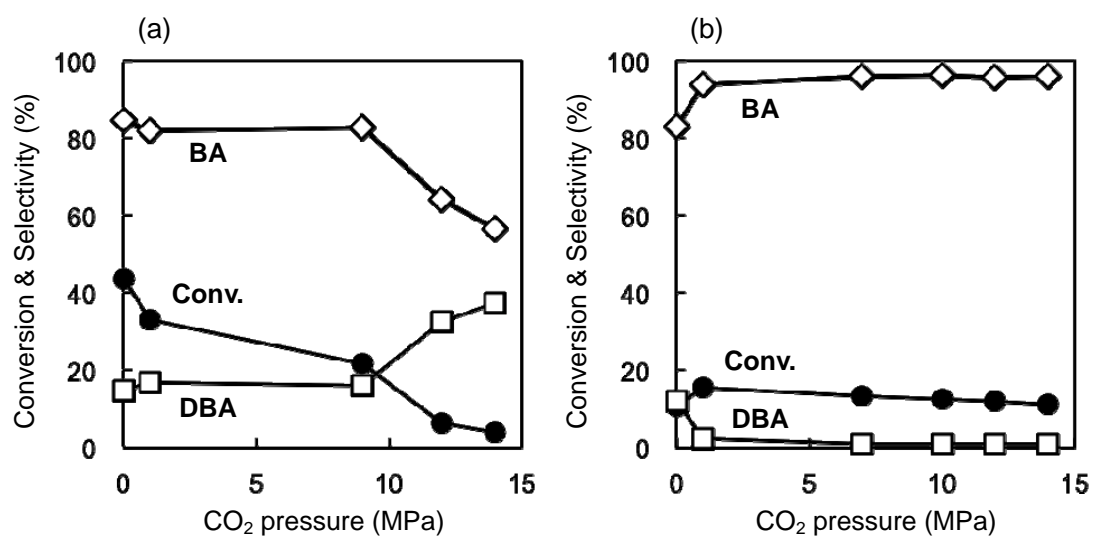 (a)
100
80
60
40
20
0
0 5 10 15
Conversion & Selectivity (%)
CO₂ pressure (MPa)
BA
Conv.
DBA
(b)
100
80
60
40
20
0
0 5 10 15
Conversion & Selectivity (%)
CO₂ pressure (MPa)
BA
Conv.
DBA